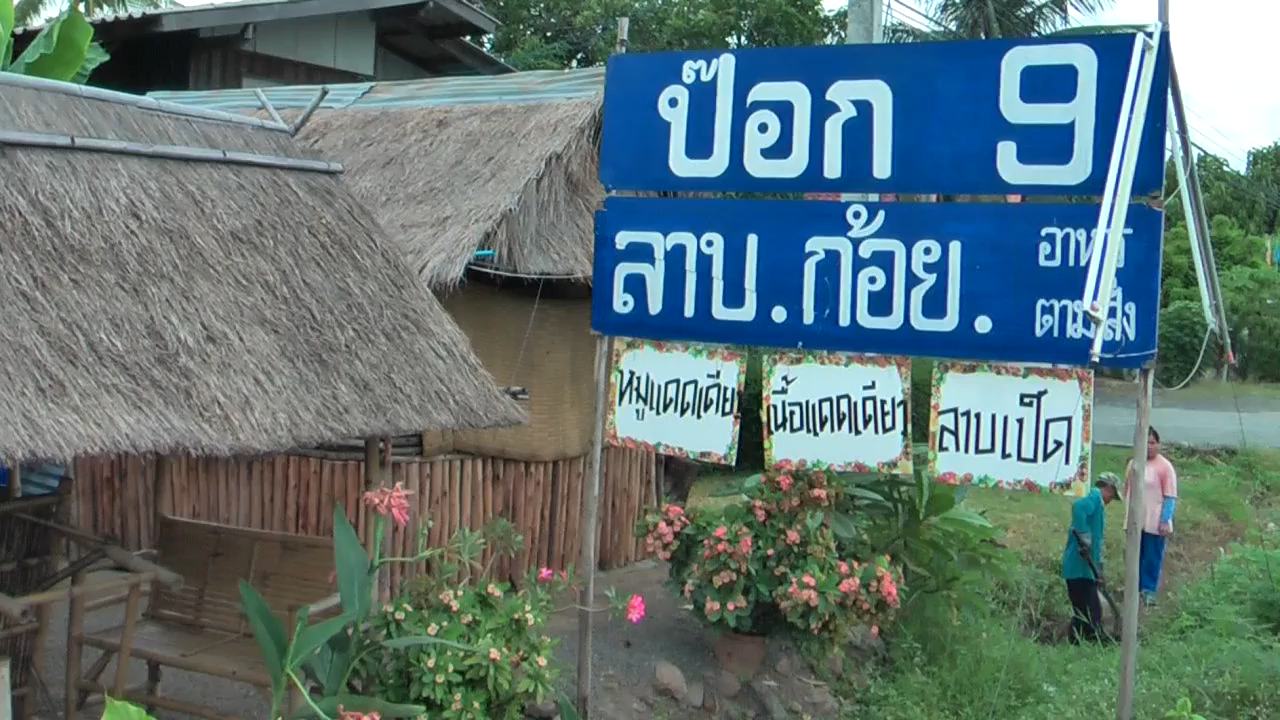 ป๊อก 9
ลาบ.ก้อย.
อาหาร
ตามสั่ง
หมูแดดเดียว
เนื้อแดดเดียว
ลาบเป็ด